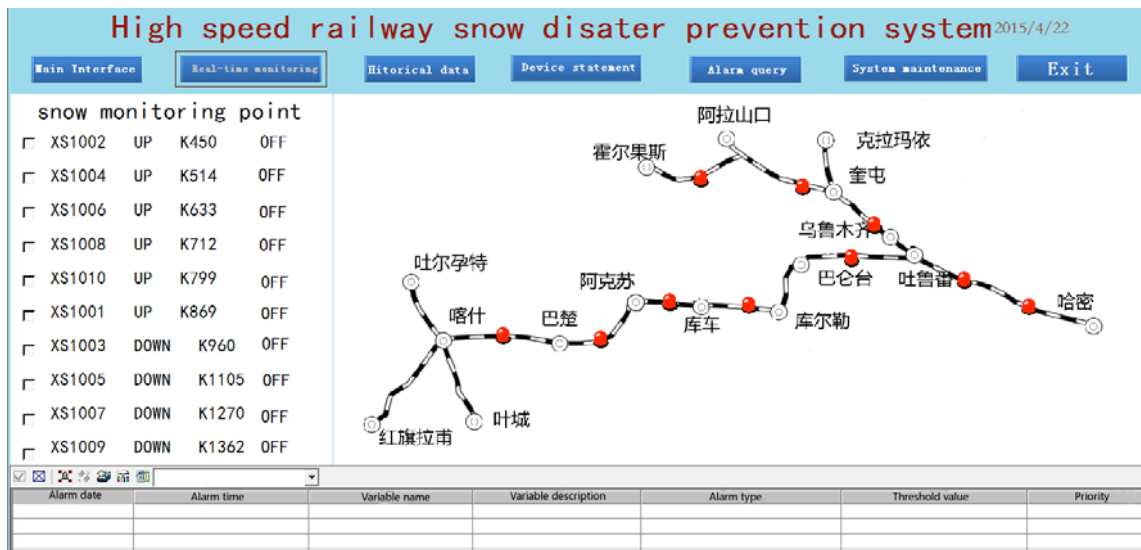 High speed railway snow disater prevention system 2015/4/22
Main Interface Real-time monitoring Hitorical data Device statement Alarm query System maintenance Exit
snow monitoring point
XS1002 UP K450 OFF
XS1004 UP K514 OFF
XS1006 UP K633 OFF
XS1008 UP K712 OFF
XS1010 UP K799 OFF
XS1001 UP K869 OFF
XS1003 DOWN K960 OFF
XS1005 DOWN K1105 OFF
XS1007 DOWN K1270 OFF
XS1009 DOWN K1362 OFF
阿拉山口
克拉玛依
霍尔果斯
奎屯
乌鲁木齐
吐尔孕特
阿克苏
巴仑台
吐鲁番
哈密
喀什
巴楚
库车
库尔勒
叶城
红旗拉甫
Alarm date Alarm time Variable name Variable description Alarm type Threshold value Priority